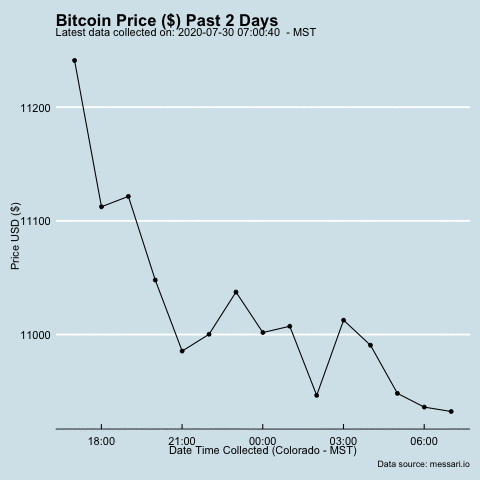 Bitcoin Price ($) Past 2 Days
Latest data collected on: 2020-07-30 07:00:40  - MST
11200
11100
11000
Price USD ($)
18:00 21:00 00:00 03:00 06:00
Date Time Collected (Colorado - MST)
Data source: messari.io